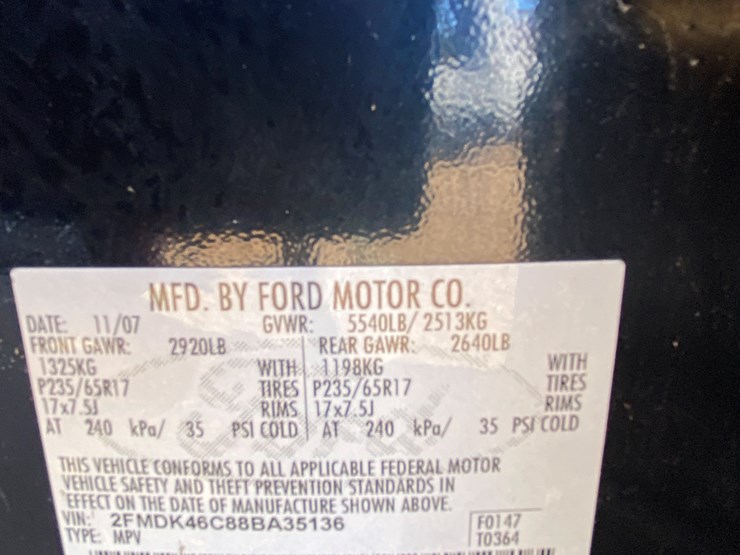 MFD. BY FORD MOTOR CO.
DATE: 11/07 GVWR: 5540LB/ 2513KG
FRONT GAWR: 2920LB REAR GAWR: 2640LB
1325KG WITH 1198KG WITH
P235/65R17 TIRES P235/65R17 TIRES
17x7.5J RIMS 17x7.5J RIMS
AT 240 kPa/ 35 PSI COLD AT 240 kPa/ 35 PSI COLD
THIS VEHICLE CONFORMS TO ALL APPLICABLE FEDERAL MOTOR
VEHICLE SAFETY AND THEFT PREVENTION STANDARDS IN
EFFECT ON THE DATE OF MANUFACTURE SHOWN ABOVE.
VIN: 2FMDK46C88BA35136 F0147
TYPE: MPV T0364